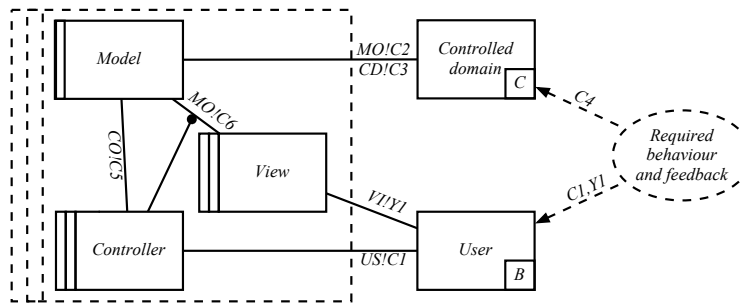 Model
MO!C2
CD!C3
Controlled
domain
C
C4
MO!C6
CO!C5
View
Required
behaviour
and feedback
C1,Y1
VI!Y1
Controller
US!C1
User
B